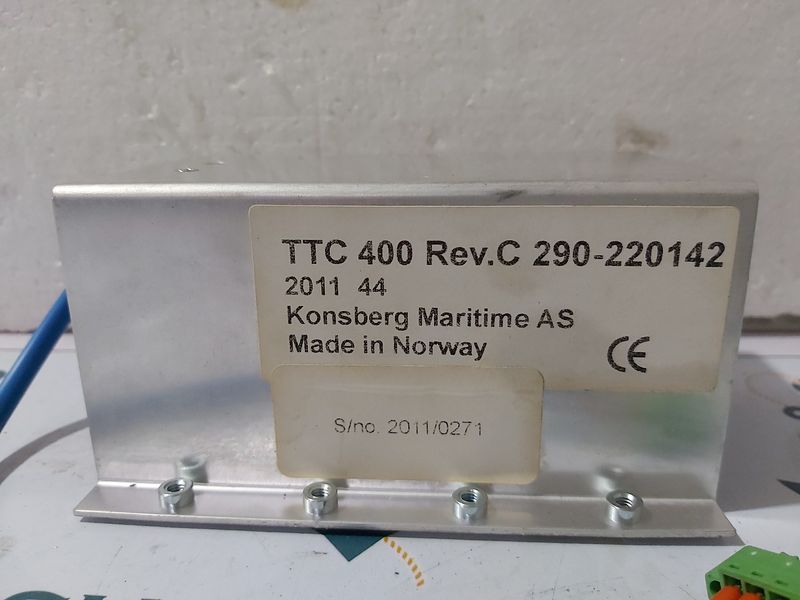 TTC 400 Rev.C 290-220142
2011 44
Konsberg Maritime AS
Made in Norway
CE
S/no. 2011/0271